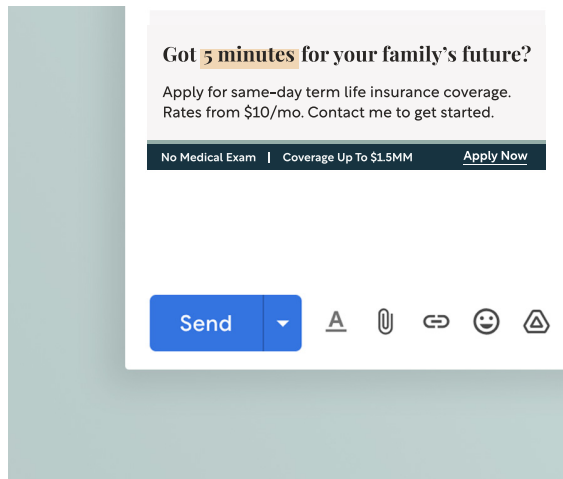 Got 5 minutes for your family’s future?
Apply for same-day term life insurance coverage.
Rates from $10/mo. Contact me to get started.
No Medical Exam | Coverage Up To $1.5MM Apply Now
Send A